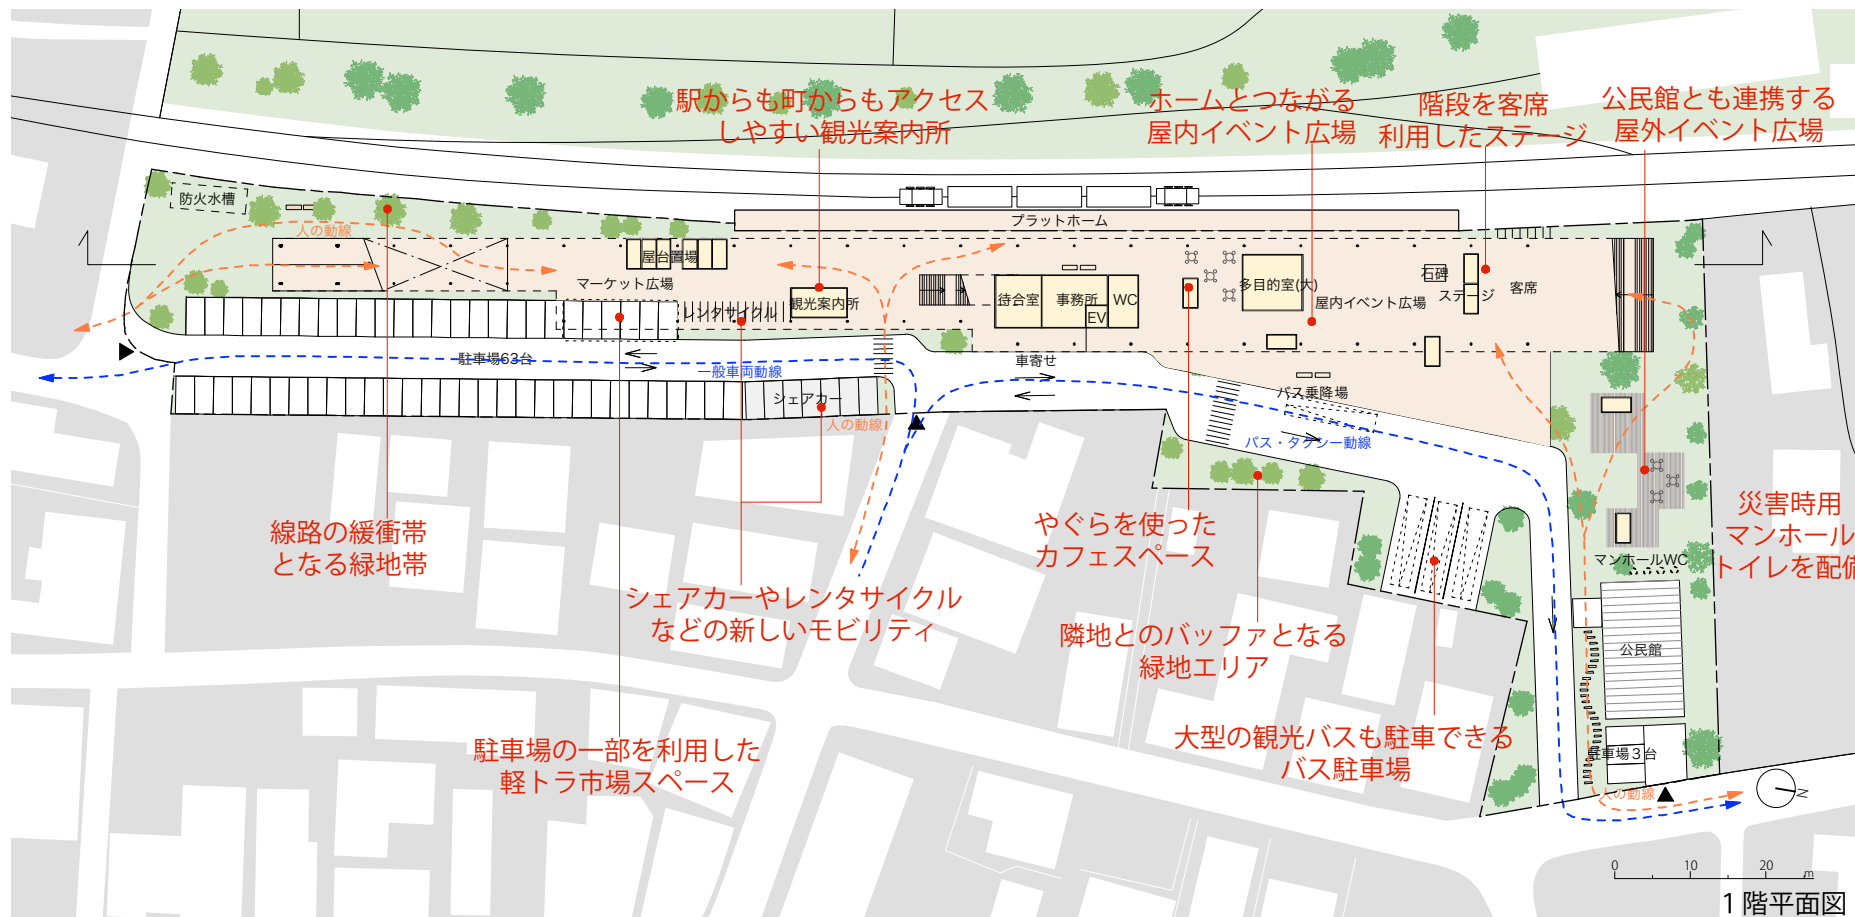 駅からも町からもアクセス
しやすい観光案内所
ホームとつながる
屋内イベント広場
階段を客席
利用したステージ
公民館とも連携する
屋外イベント広場
防火水槽
人の動線
プラットホーム
屋台置場
マーケット広場
レンタサイクル
観光案内所
待合室
事務所
WC
EV
多目的室(大)
屋内イベント広場
石碑
ステージ
客席
駐車場63台
一般車両動線
シェアカー
人の動線
車寄せ
バス乗降場
バス・タクシー動線
線路の緩衝帯
となる緑地帯
シェアカーやレンタサイクル
などの新しいモビリティ
やぐらを使った
カフェスペース
災害時用
マンホール
トイレを配備
マンホールWC
隣地とのバッファとなる
緑地エリア
公民館
駐車場の一部を利用した
軽トラ市場スペース
大型の観光バスも駐車できる
バス駐車場
駐車場3台
人の動線
N
0 10 20 m
1階平面図